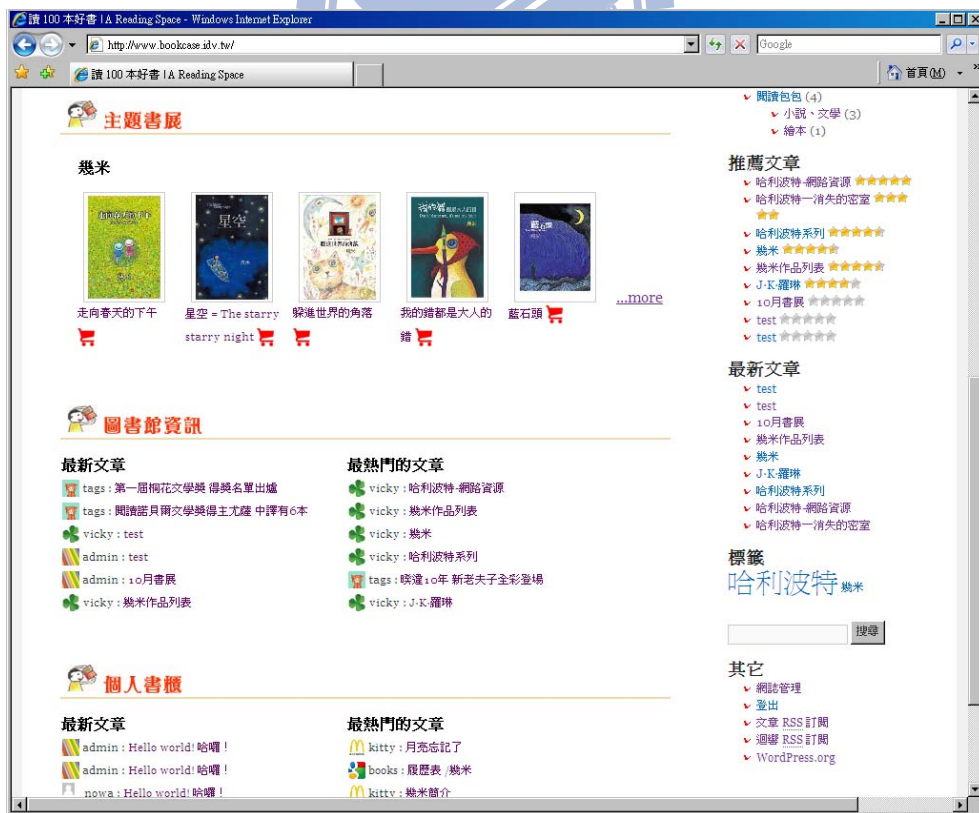 讀 100 本好書 | A Reading Space - Windows Internet Explorer
http://www.bookcase.idv.tw/
Google
讀 100 本好書 | A Reading Space
首頁(M)
主題書展
幾米
星空
藍石頭
走向春天的下午
星空 = The starry starry night
躲進世界的角落
我的錯都是大人的錯
藍石頭
...more
圖書館資訊
最新文章
tags : 第一屆桐花文學獎 得獎名單出爐
tags : 閱讀諾貝爾文學獎得主尤薩 中譯有6本
vicky : test
admin : test
admin : 10月書展
vicky : 幾米作品列表
最熱門的文章
vicky : 哈利波特-網路資源
vicky : 幾米作品列表
vicky : 幾米
vicky : 哈利波特系列
tags : 暌違10年 新老夫子全彩登場
vicky : J·K·羅琳
個人書櫃
最新文章
admin : Hello world! 哈囉！
admin : Hello world! 哈囉！
nowa : Hello world! 哈囉！
最熱門的文章
kitty : 月亮忘記了
books : 履歷表 /幾米
kitty : 幾米簡介
閱讀包包 (4)
小說、文學 (3)
繪本 (1)
推薦文章
哈利波特-網路資源
哈利波特—消失的密室
哈利波特系列
幾米
幾米作品列表
J·K·羅琳
10月書展
test
test
最新文章
test
test
10月書展
幾米作品列表
幾米
J·K·羅琳
哈利波特系列
哈利波特-網路資源
哈利波特—消失的密室
標籤
哈利波特 幾米
搜尋
其它
網誌管理
登出
文章 RSS 訂閱
迴響 RSS 訂閱
WordPress.org